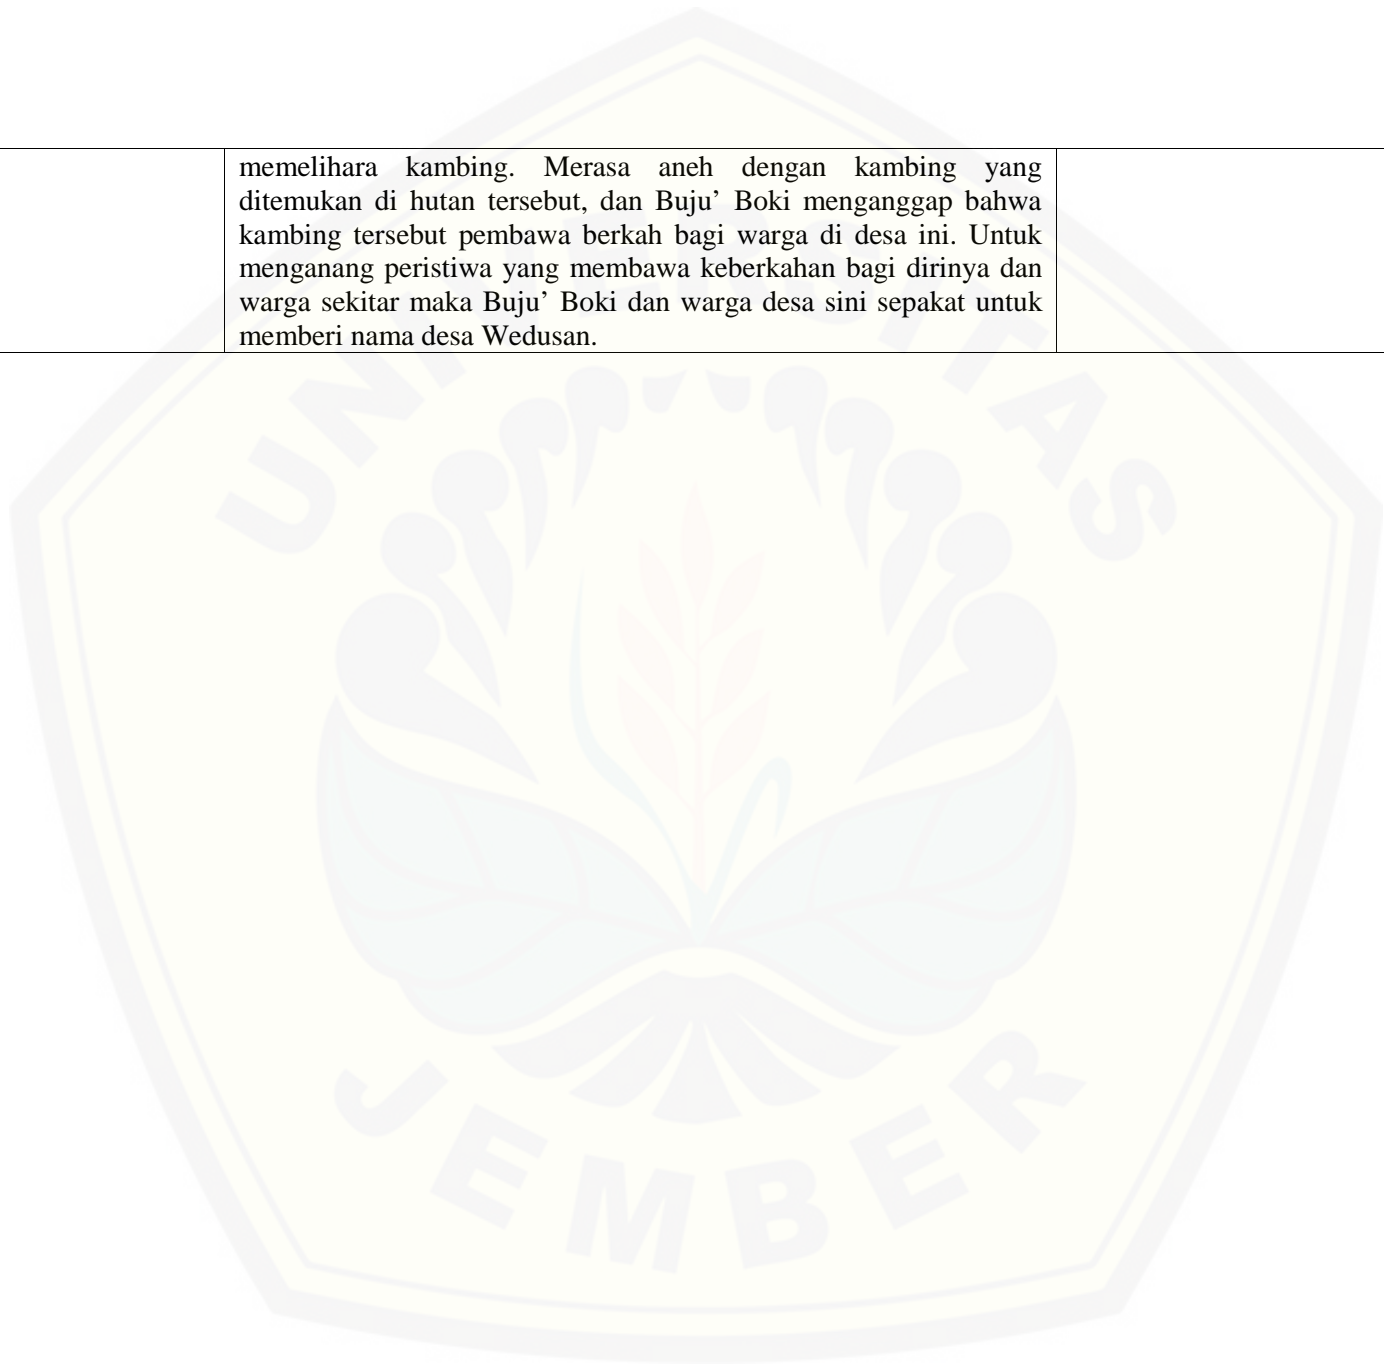 memelihara kambing. Merasa aneh dengan kambing yang
ditemukan di hutan tersebut, dan Buju’ Boki menganggap bahwa
kambing tersebut pembawa berkah bagi warga di desa ini. Untuk
menganang peristiwa yang membawa keberkahan bagi dirinya dan
warga sekitar maka Buju’ Boki dan warga desa sini sepakat untuk
memberi nama desa Wedusan.
UNIVERSITAS
JEMBER